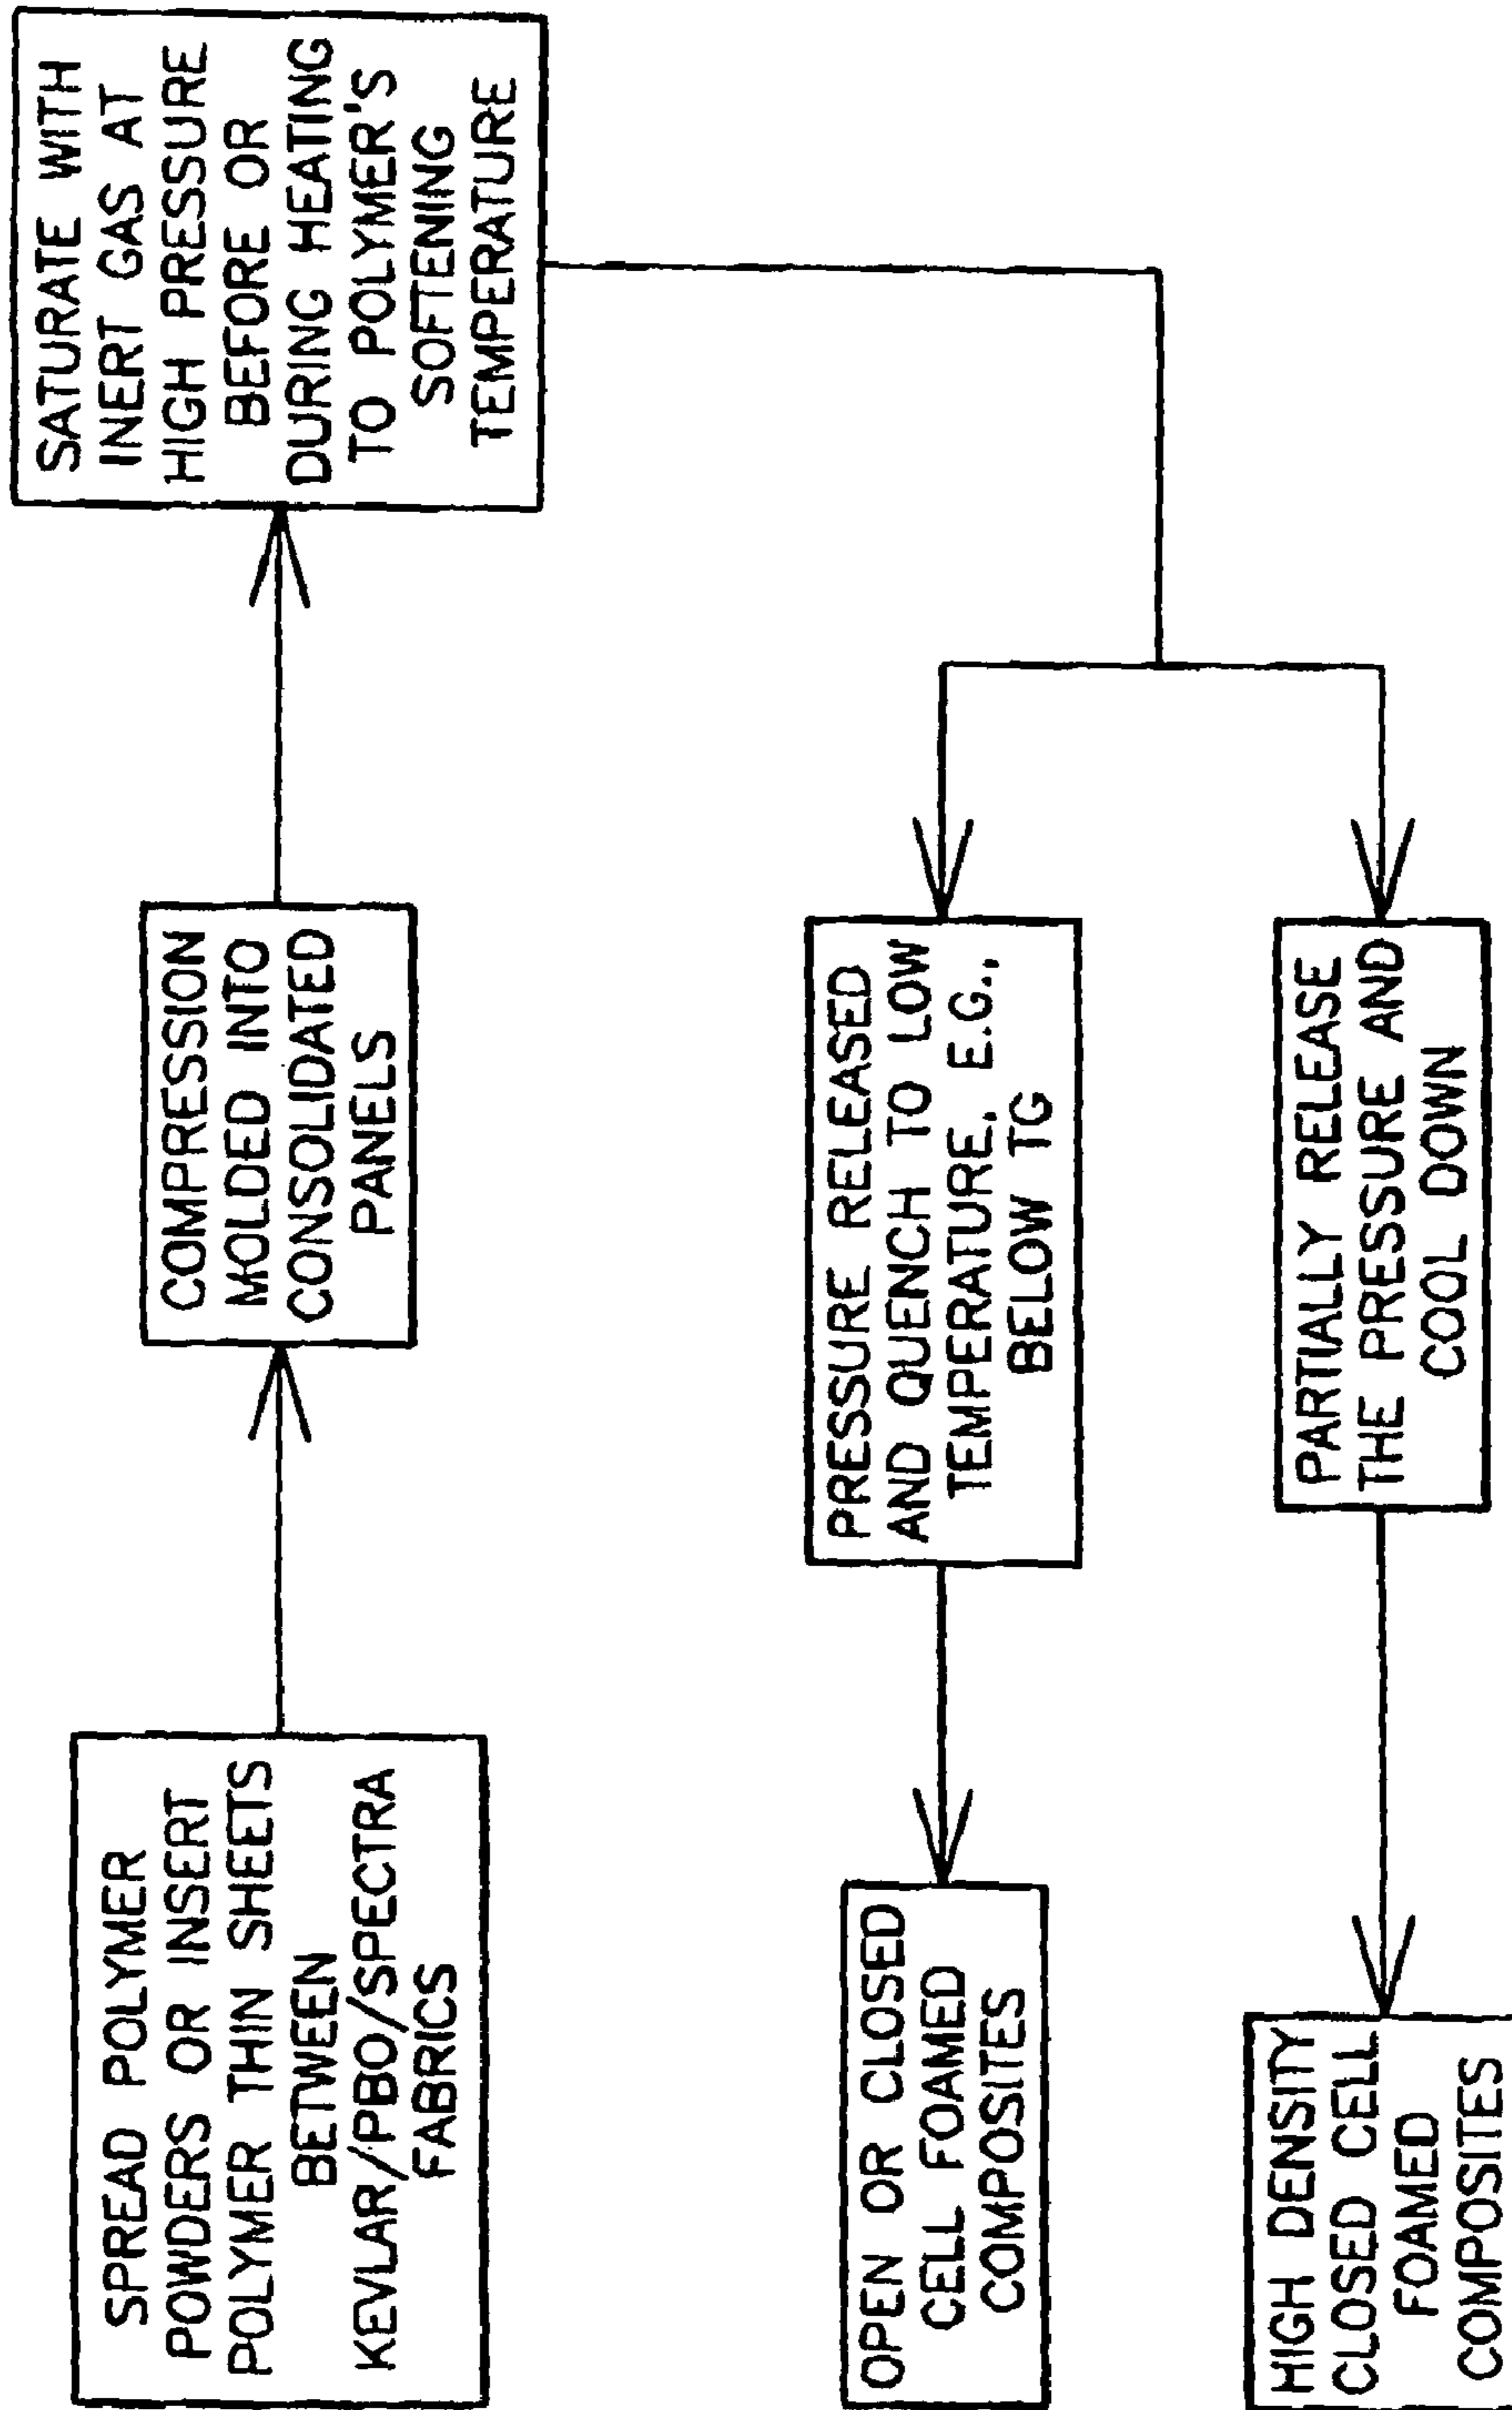 SPREAD POLYMER
POWDERS OR INSERT
POLYMER THIN SHEETS
BETWEEN
KEVLAR/PBO/SPECTRA
FABRICS
COMPRESSION
MOLDED INTO
CONSOLIDATED
PANELS
SATURATE WITH
INERT GAS AT
HIGH PRESSURE
BEFORE OR
DURING HEATING
TO POLYMER'S
SOFTENING
TEMPERATURE
PRESSURE RELEASED
AND QUENCH TO LOW
TEMPERATURE, E.G.,
BELOW TG
OPEN OR CLOSED
CELL FOAMED
COMPOSITES
PARTIALLY RELEASE
THE PRESSURE AND
COOL DOWN
HIGH DENSITY
CLOSED CELL
FOAMED
COMPOSITES